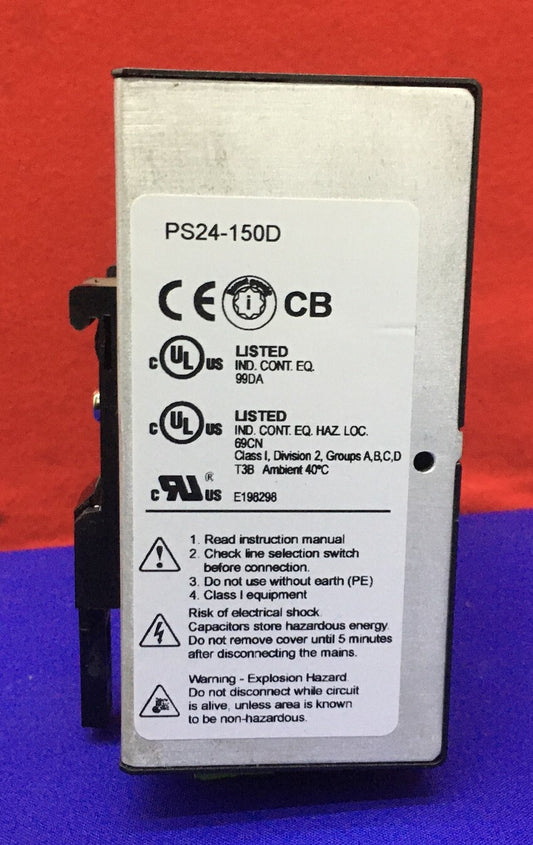 PS24-150D
CE i CB
c UL US LISTED
IND. CONT. EQ.
99DA
c UL US LISTED
IND. CONT. EQ. HAZ. LOC.
69CN
Class I, Division 2, Groups A,B,C,D
T3B Ambient 40°C
c RU ® US E198298
1. Read instruction manual
2. Check line selection switch
before connection.
3. Do not use without earth (PE)
4. Class I equipment
Risk of electrical shock.
Capacitors store hazardous energy.
Do not remove cover until 5 minutes
after disconnecting the mains.
Warning - Explosion Hazard.
Do not disconnect while circuit
is alive, unless area is known
to be non-hazardous.